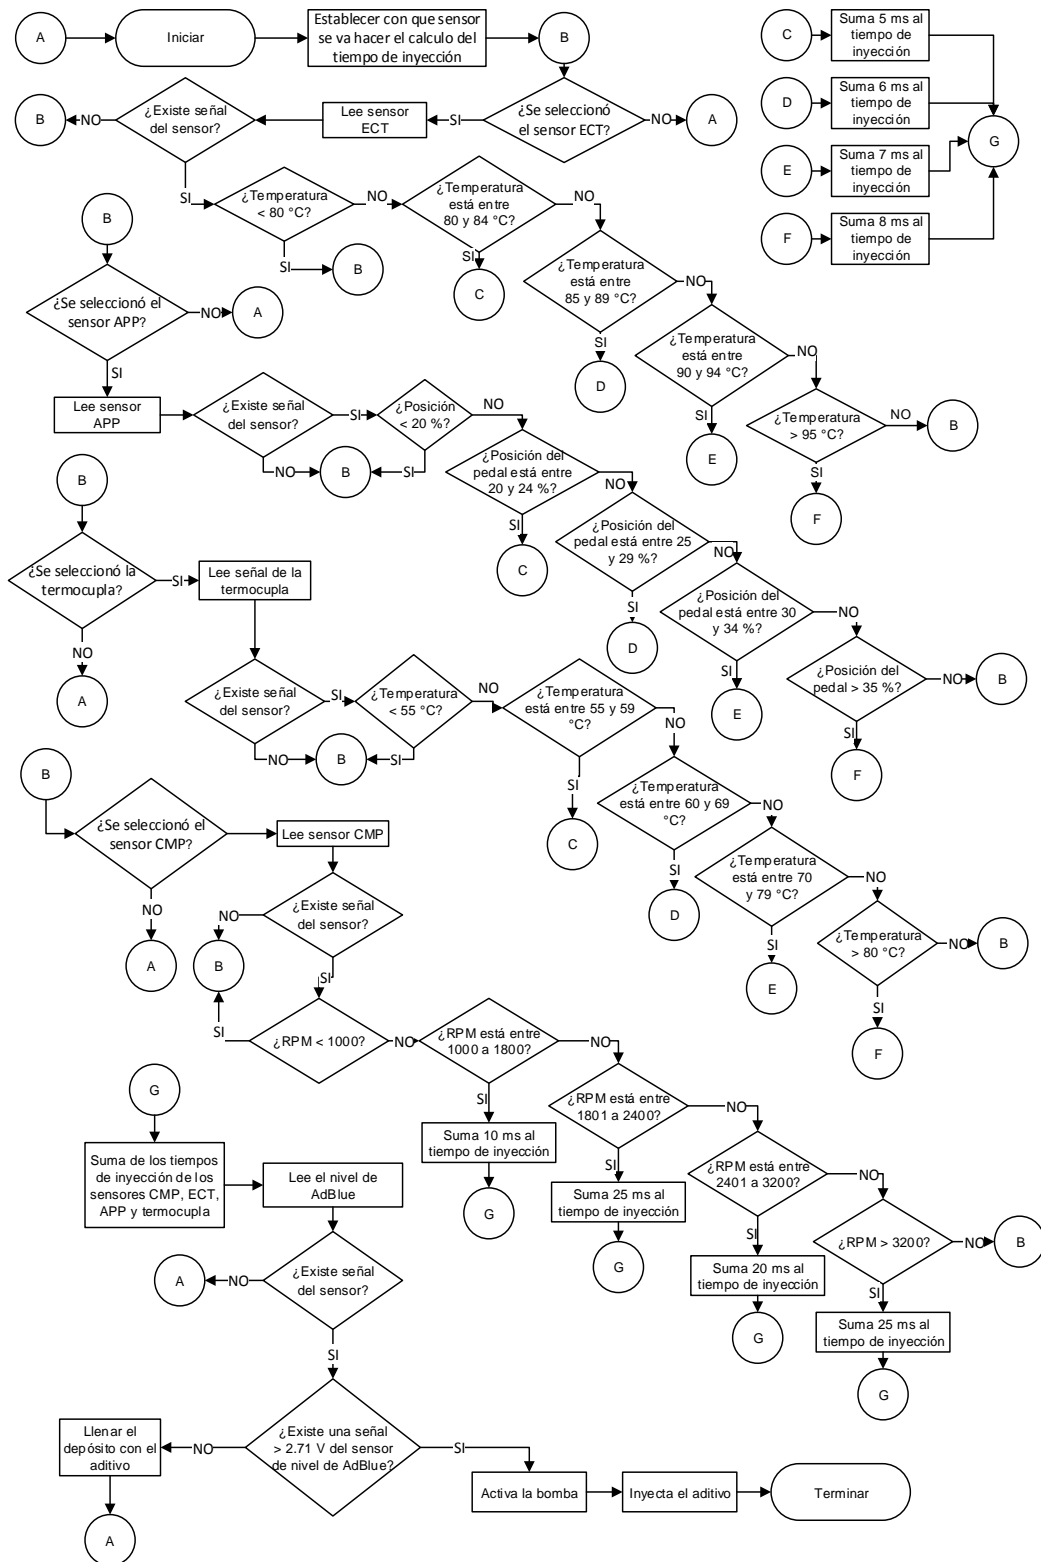 A
Iniciar
Establecer con que sensor
se va hacer el calculo del
tiempo de inyección
B
C
Suma 5 ms al
tiempo de
inyección
B
NO
¿Existe señal
del sensor?
Lee sensor
ECT
SI
¿Se seleccionó
el sensor ECT?
NO
A
D
Suma 6 ms al
tiempo de
inyección
G
E
Suma 7 ms al
tiempo de
inyección
F
Suma 8 ms al
tiempo de
inyección
SI
¿Temperatura
< 80 °C?
NO
¿Temperatura
está entre
80 y 84 °C?
NO
SI
B
SI
C
¿Temperatura
está entre
85 y 89 °C?
NO
SI
D
¿Temperatura
está entre
90 y 94 °C?
NO
SI
E
¿Temperatura
> 95 °C?
NO
B
SI
F
B
¿Se seleccionó el
sensor APP?
NO
A
SI
Lee sensor
APP
¿Existe señal
del sensor?
SI
¿Posición
< 20 %?
NO
NO
B
SI
¿Posición del
pedal está entre
20 y 24 %?
NO
SI
C
¿Posición del
pedal está entre 25
y 29 %?
NO
SI
D
¿Posición del
pedal está entre 30
y 34 %?
NO
SI
E
¿Posición del
pedal > 35 %?
NO
B
SI
F
B
¿Se seleccionó la
termocupla?
SI
Lee señal de la
termocupla
NO
A
¿Existe señal
del sensor?
SI
¿Temperatura
< 55 °C?
NO
NO
B
SI
¿Temperatura
está entre 55 y 59
°C?
NO
SI
C
¿Temperatura
está entre 60 y 69
°C?
NO
SI
D
¿Temperatura
está entre 70
y 79 °C?
NO
SI
E
¿Temperatura
> 80 °C?
NO
B
SI
F
B
¿Se seleccionó el
sensor CMP?
Lee sensor CMP
NO
A
¿Existe señal
del sensor?
NO
B
SI
SI
¿RPM < 1000?
NO
¿RPM está entre
1000 a 1800?
NO
SI
Suma 10 ms al
tiempo de inyección
G
¿RPM está entre
1801 a 2400?
NO
SI
Suma 25 ms al
tiempo de inyección
G
¿RPM está entre
2401 a 3200?
NO
SI
Suma 20 ms al
tiempo de inyección
G
¿RPM > 3200?
NO
B
SI
Suma 25 ms al
tiempo de inyección
G
G
Suma de los tiempos
de inyección de los
sensores CMP, ECT,
APP y termocupla
Lee el nivel de
AdBlue
A
NO
¿Existe señal
del sensor?
SI
Llenar el
depósito con el
aditivo
NO
¿Existe una señal
> 2.71 V del sensor
de nivel de AdBlue?
SI
A
Activa la bomba
Inyecta el aditivo
Terminar